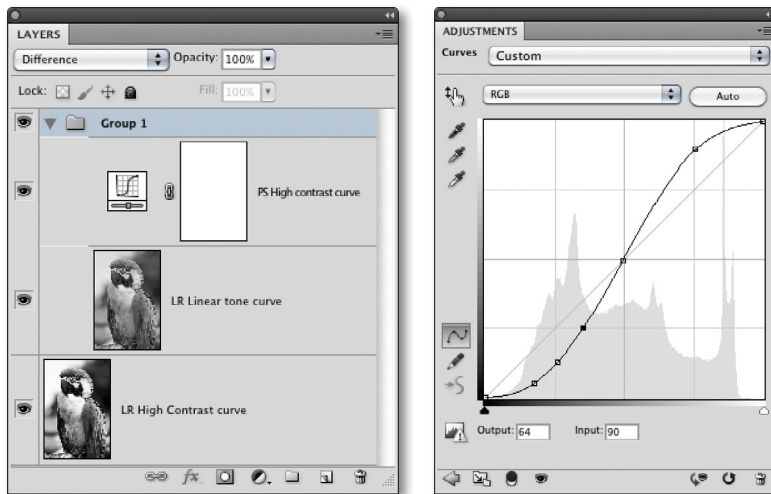 LAYERS
Difference
Opacity: 100%
Lock:
Fill: 100%
Group 1
PS High contrast curve
LR Linear tone curve
LR High Contrast curve
fx
ADJUSTMENTS
Curves
Custom
RGB
Auto
Output: 64
Input: 90